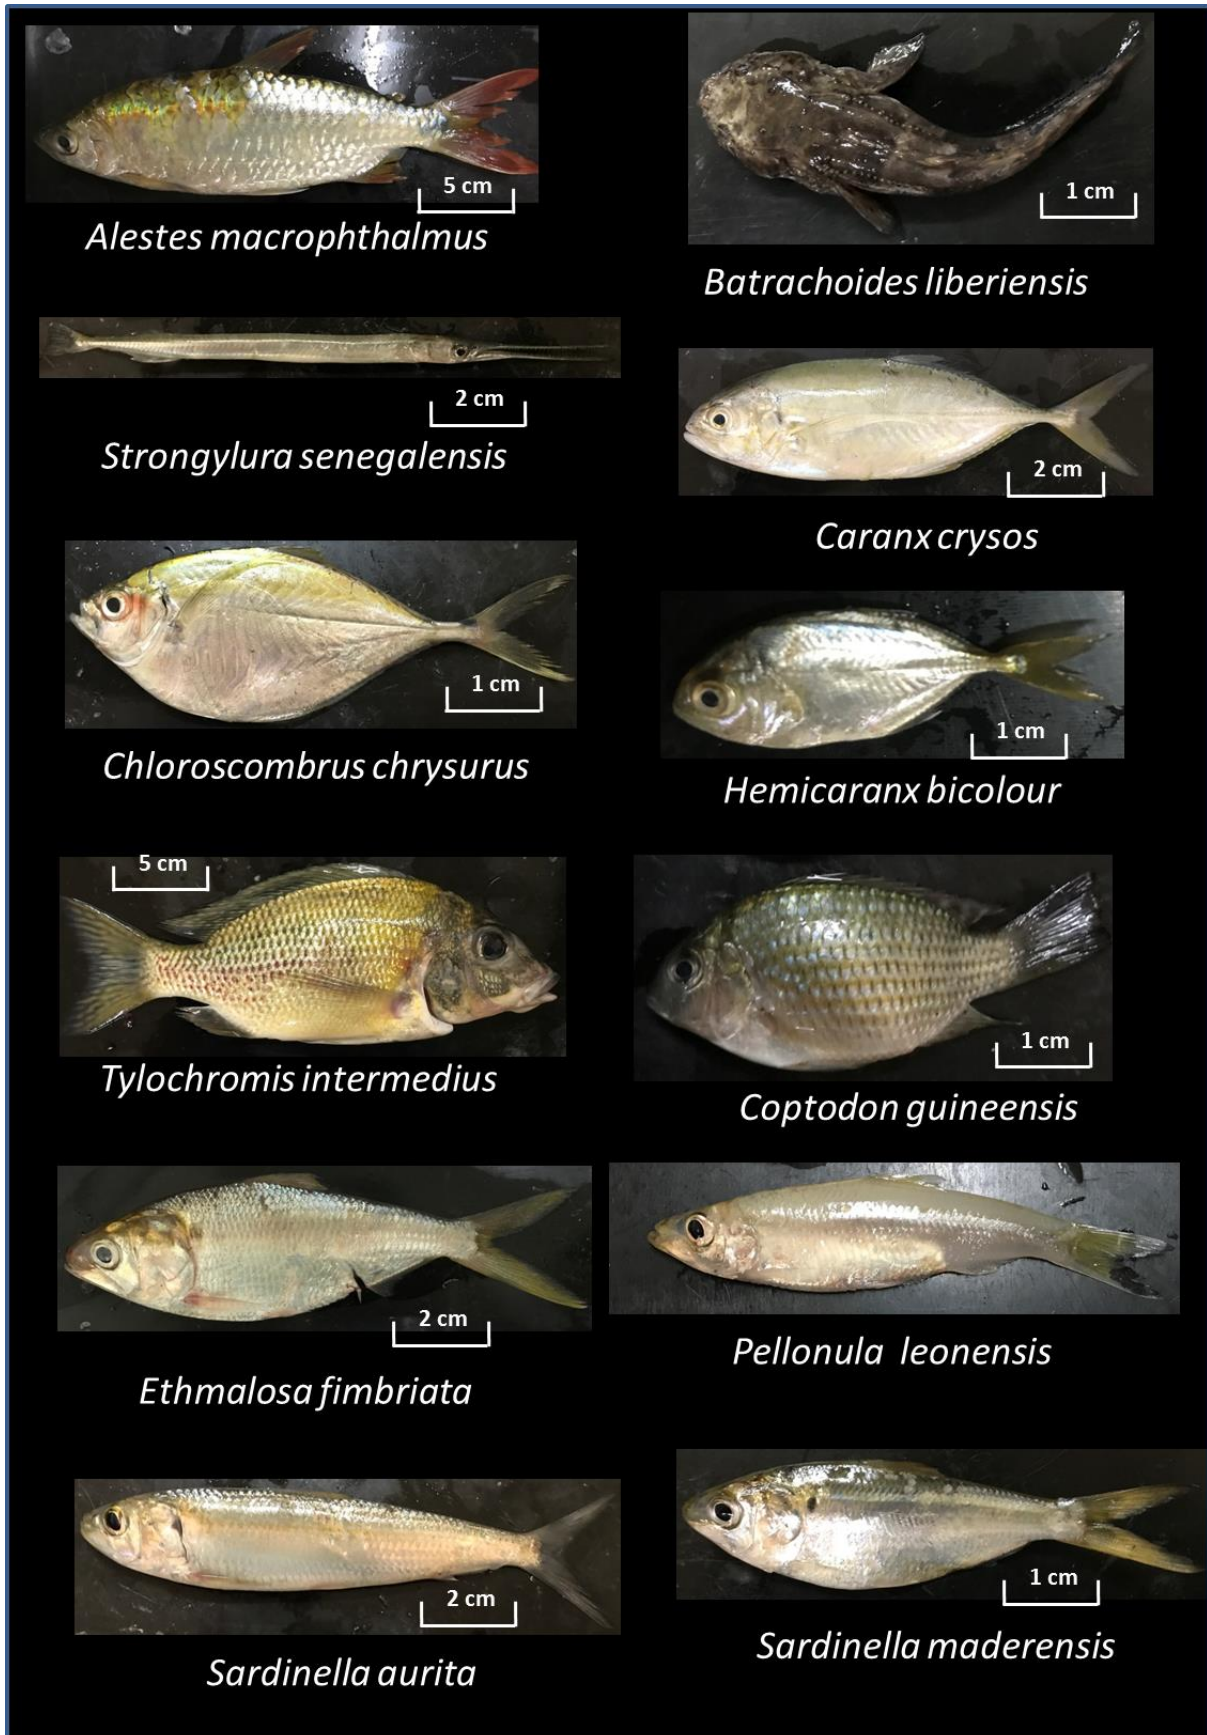 5 cm
Alestes macrophthalmus
1 cm
Batrachoides liberiensis
2 cm
Strongylura senegalensis
2 cm
Caranx crysos
1 cm
Chloroscombrus chrysurus
1 cm
Hemicaranx bicolour
5 cm
Tylochromis intermedius
1 cm
Coptodon guineensis
2 cm
Ethmalosa fimbriata
Pellonula leonensis
2 cm
Sardinella aurita
1 cm
Sardinella maderensis